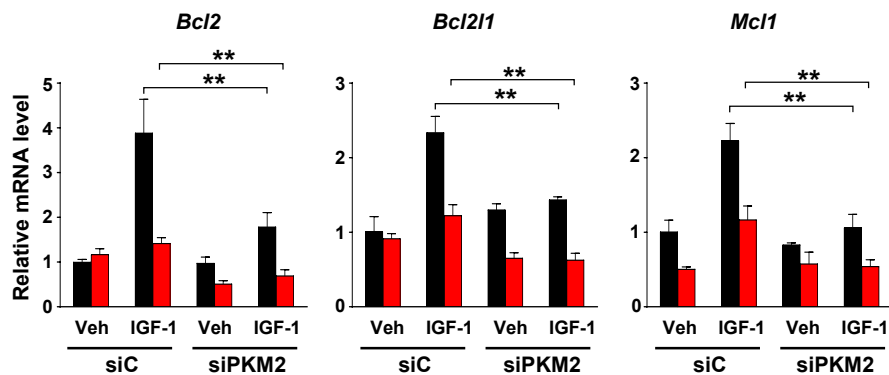 Bcl2
Bcl2l1
Mcl1
Relative mRNA level
**
**
5
4
3
2
1
0
Veh IGF-1 Veh IGF-1
siC siPKM2
**
**
3
2
1
0
Veh IGF-1 Veh IGF-1
siC siPKM2
**
**
3
2
1
0
Veh IGF-1 Veh IGF-1
siC siPKM2